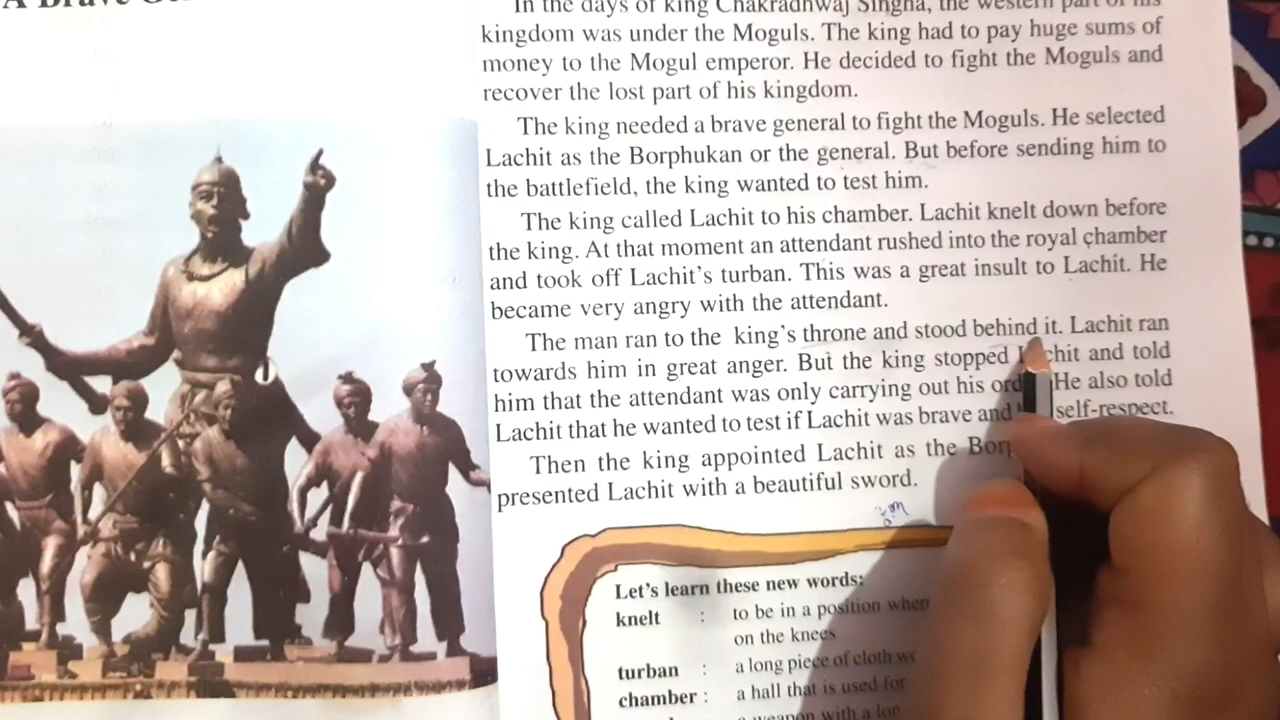 A Brave
In the days of king Chakradhwaj Singha, the western part of his
kingdom was under the Moguls. The king had to pay huge sums of
money to the Mogul emperor. He decided to fight the Moguls and
recover the lost part of his kingdom.
The king needed a brave general to fight the Moguls. He selected
Lachit as the Borphukan or the general. But before sending him to
the battlefield, the king wanted to test him.
The king called Lachit to his chamber. Lachit knelt down before
the king. At that moment an attendant rushed into the royal chamber
and took off Lachit's turban. This was a great insult to Lachit. He
became very angry with the attendant.
The man ran to the king's throne and stood behind it. Lachit ran
towards him in great anger. But the king stopped Lachit and told
him that the attendant was only carrying out his He also told
Lachit that he wanted to test if Lachit was brave and self-respect.
Then the king appointed Lachit as the
presented Lachit with a beautiful sword.
Let's learn these new words:
knelt : to be in a position when
on the knees
turban : a long piece of cloth
chamber : a hall that is used for
a weapon with a